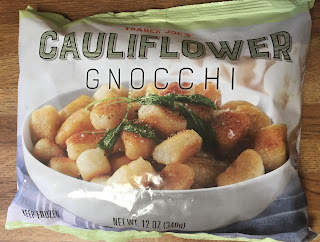 TRADER JOE'S
CAULIFLOWER
GNOCCHI
KEEP FROZEN
NET WT. 12 OZ (340g)